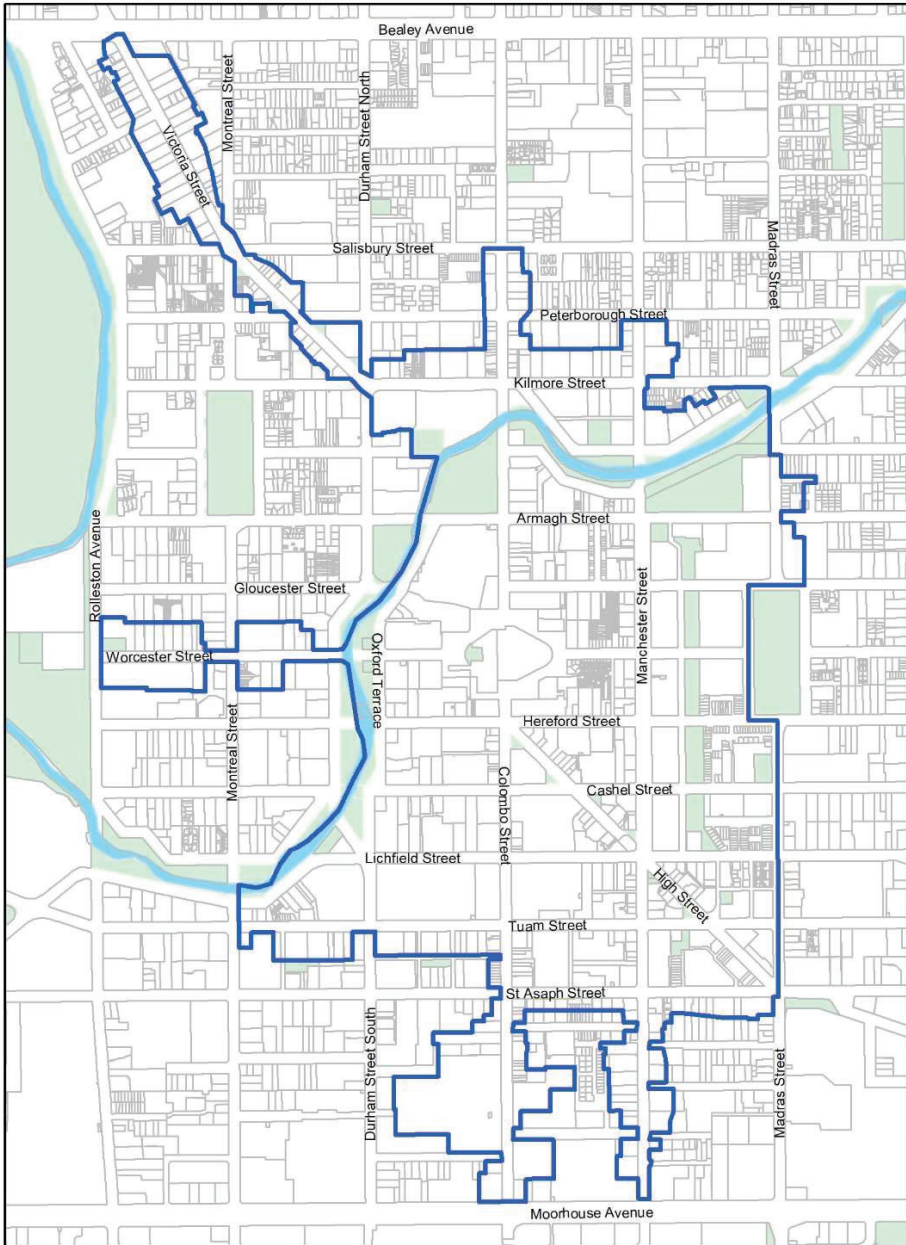 Bealey Avenue
Montreal Street
Durham Street North
Victoria Street
Salisbury Street
Madras Street
Peterborough Street
Kilmore Street
Armagh Street
Rolleston Avenue
Gloucester Street
Manchester Street
Worcester Street
Oxford Terrace
Hereford Street
Montreal Street
Colombo Street
Cashel Street
Lichfield Street
High Street
Tuam Street
St Asaph Street
Durham Street South
Madras Street
Moorhouse Avenue